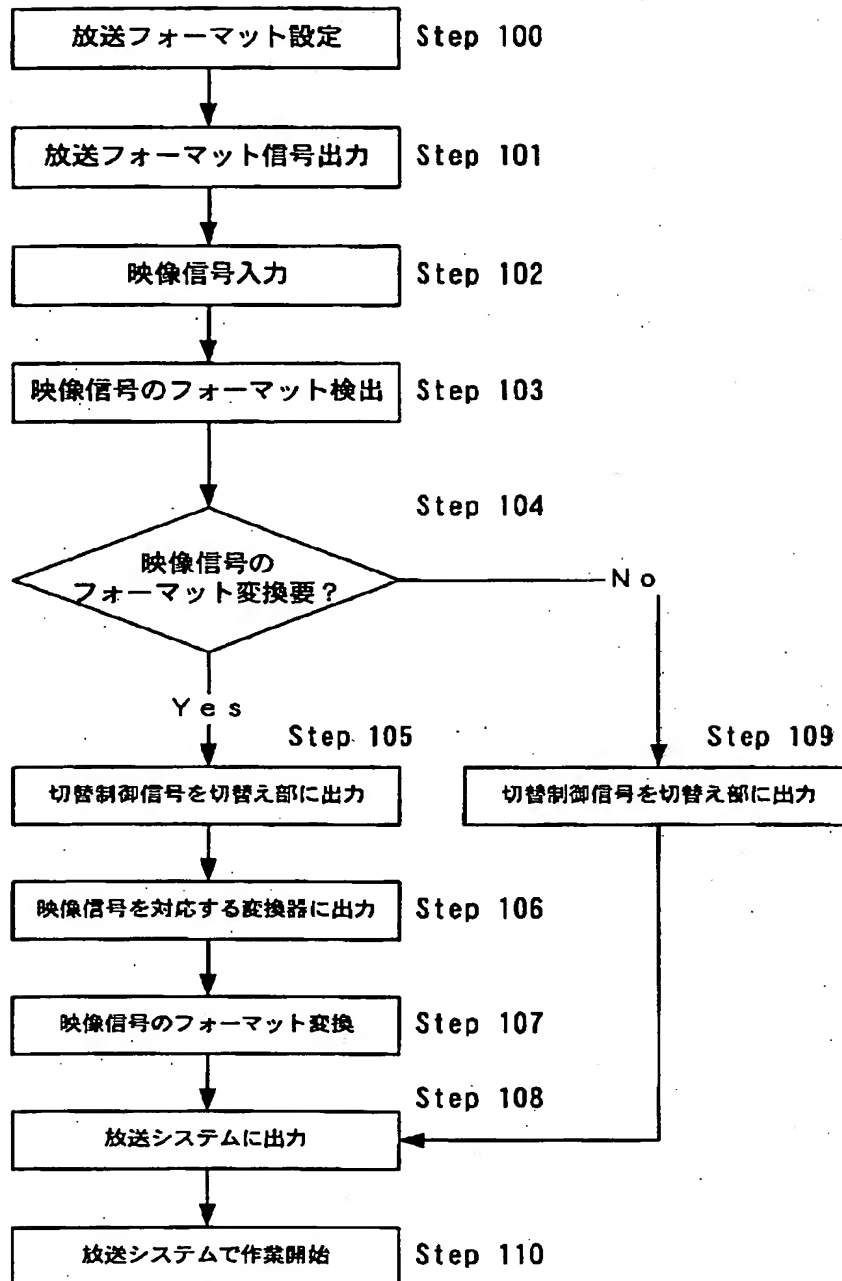 放送フォーマット設定 Step 100
放送フォーマット信号出力 Step 101
映像信号入力 Step 102
映像信号のフォーマット検出 Step 103
Step 104
映像信号の
フォーマット変換要？
No
Yes
Step 105
Step 109
切替制御信号を切替え部に出力
切替制御信号を切替え部に出力
映像信号を対応する変換器に出力 Step 106
映像信号のフォーマット変換 Step 107
Step 108
放送システムに出力
放送システムで作業開始 Step 110